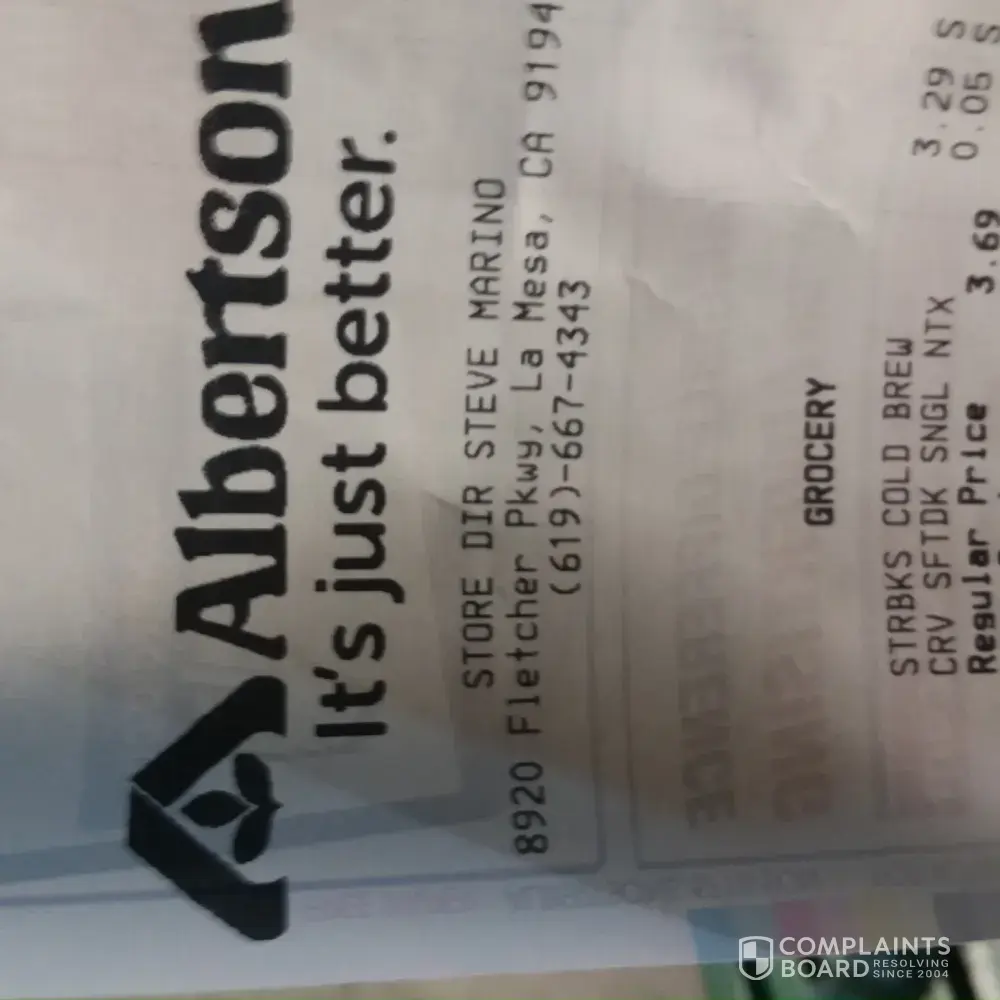 Albertson
It's just better.
STORE DIR STEVE MARINO
8920 Fletcher Pkwy, La Mesa, CA 9194
(619)-667-4343
GROCERY
STRBKS COLD BREW 3.29 S
CRV SFTDK SNGL NTX 0.05 S
Regular Price 3.69
COMPLAINTS
BOARD RESOLVING
SINCE 2004